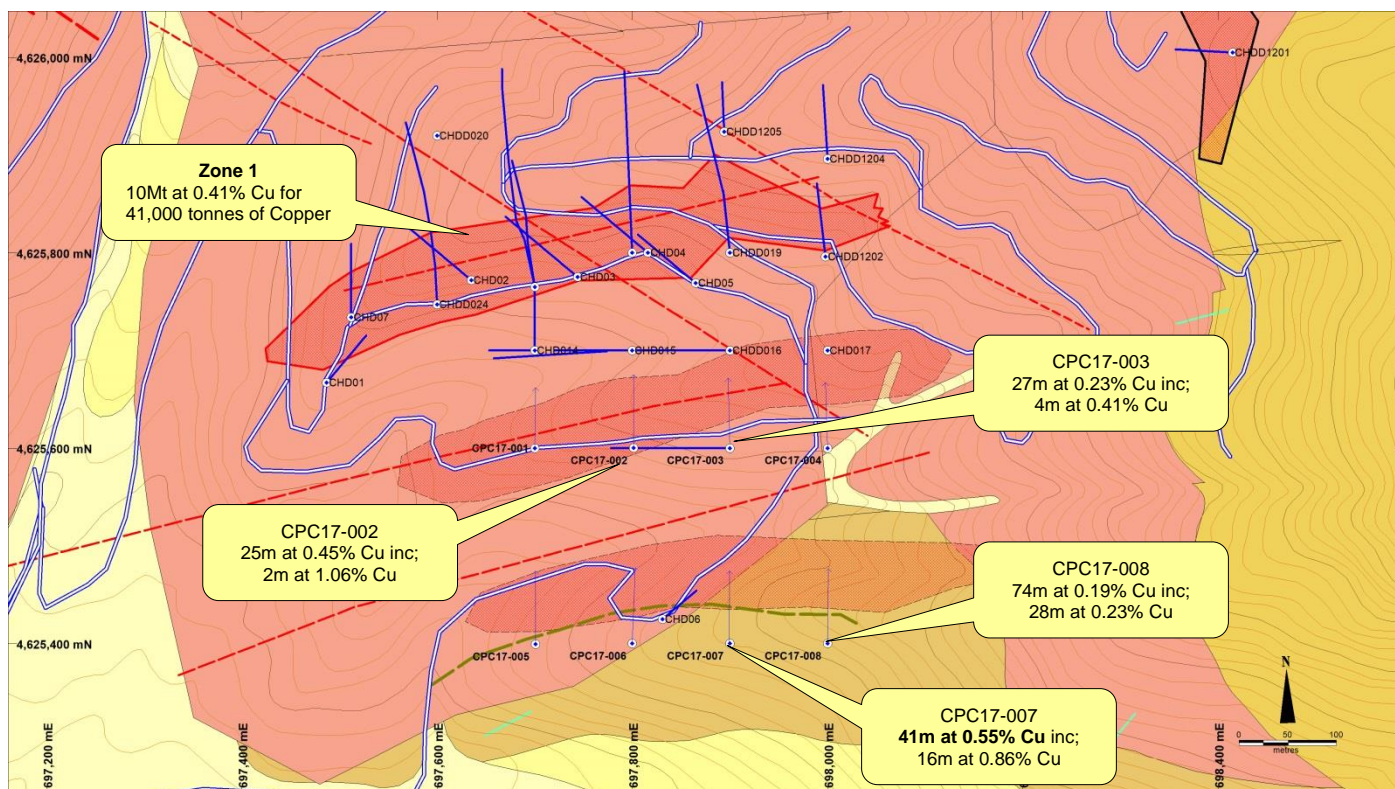 4,626,000 mN
CHDD1201
CHDD1205
CHDD020
CHDD1204
Zone 1
10Mt at 0.41% Cu for
41,000 tonnes of Copper
4,625,800 mN
CHD04
CHDD019
CHDD1202
CHD02
CHD03
CHD05
CHDD024
CHD07
CHD014
CHD015
CHDD016
CHD017
CHD01
CPC17-003
27m at 0.23% Cu inc;
4m at 0.41% Cu
4,625,600 mN
CPC17-001
CPC17-002
CPC17-003
CPC17-004
CPC17-002
25m at 0.45% Cu inc;
2m at 1.06% Cu
CPC17-008
74m at 0.19% Cu inc;
28m at 0.23% Cu
CHD06
4,625,400 mN
CPC17-005
CPC17-006
CPC17-007
CPC17-008
CPC17-007
41m at 0.55% Cu inc;
16m at 0.86% Cu
N
0 50 100
metres
697,200 mE
697,400 mE
697,600 mE
697,800 mE
698,000 mE
698,400 mE